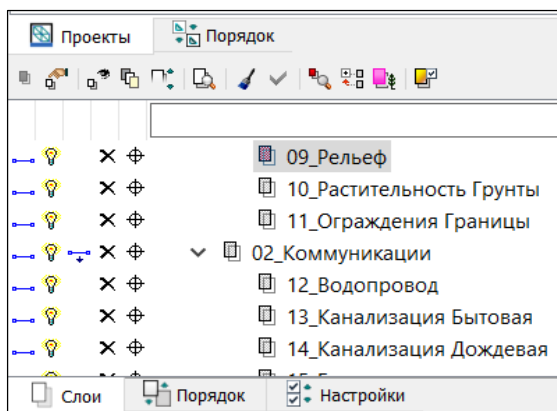 Проекты
Порядок
09_Рельеф
10_Растительность Грунты
11_Ограждения Границы
02_Коммуникации
12_Водопровод
13_Канализация Бытовая
14_Канализация Дождевая
Слои
Порядок
Настройки